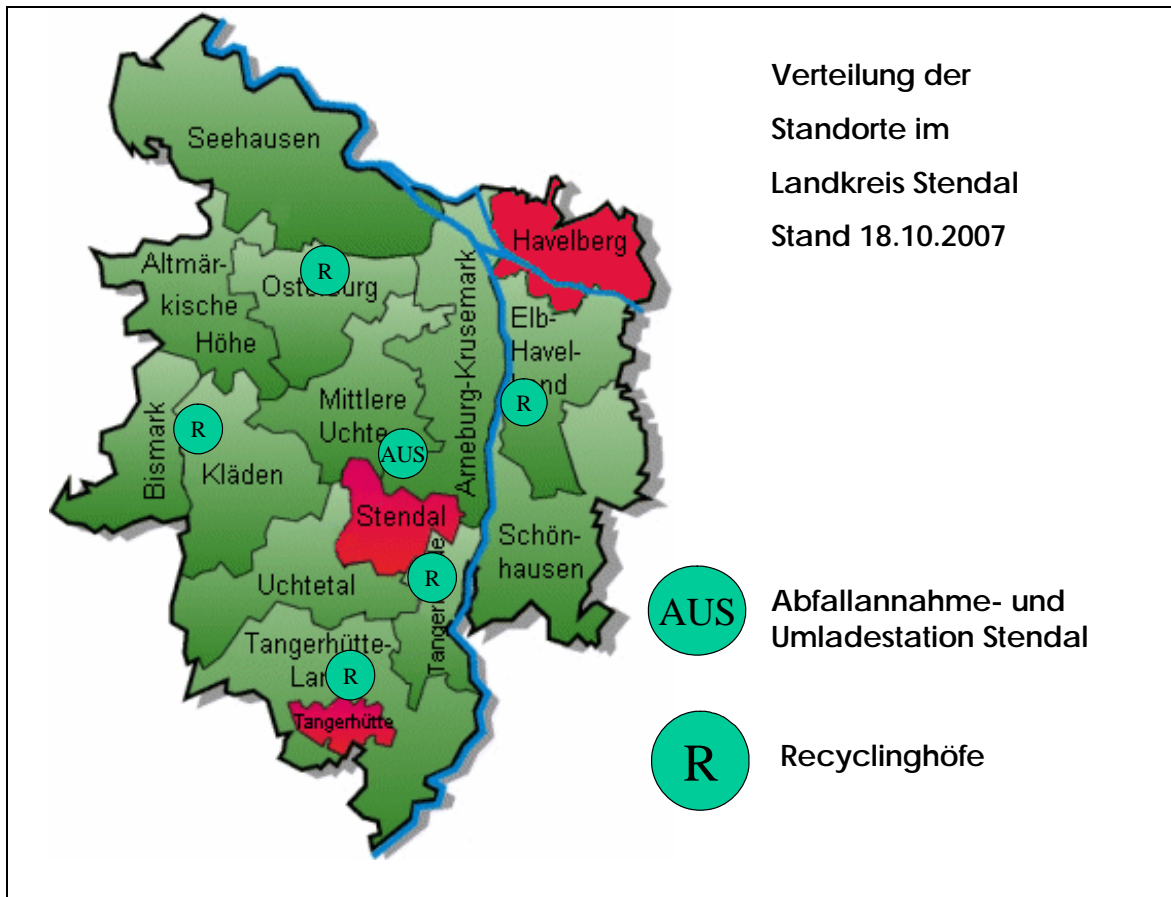 Verteilung der
Standorte im
Landkreis Stendal
Stand 18.10.2007
Seehausen
Havelberg
Altmär-
kische
Höhe
R
Elb-
Havel-
R
Arneburg-Krusemark
Mittlere
Uchte
AUS
Bismark
R
Kläden
Stendal
Schön-
hausen
Uchtetal
R
Tangerhütte-
R
Tangerhütte
AUS
Abfallannahme- und
Umladestation Stendal
R
Recyclinghöfe